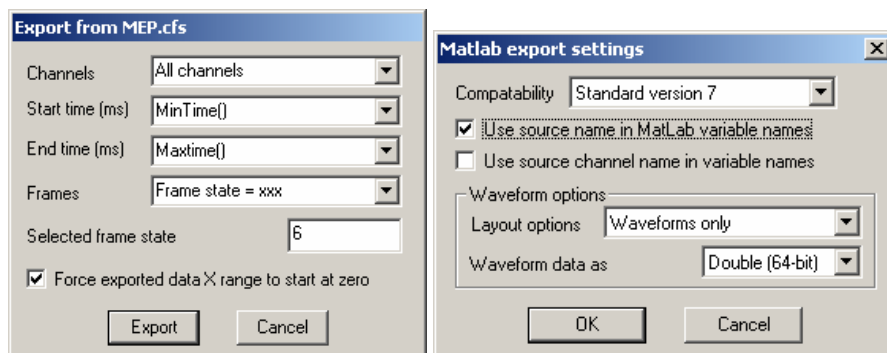 Export from MEP.cfs
Channels All channels
Start time (ms) MinTime()
End time (ms) Maxtime()
Frames Frame state = xxx
Selected frame state 6
Force exported data X range to start at zero
Export Cancel
Matlab export settings
Compatability Standard version 7
Use source name in MatLab variable names
Use source channel name in variable names
Waveform options
Layout options Waveforms only
Waveform data as Double (64-bit)
OK Cancel